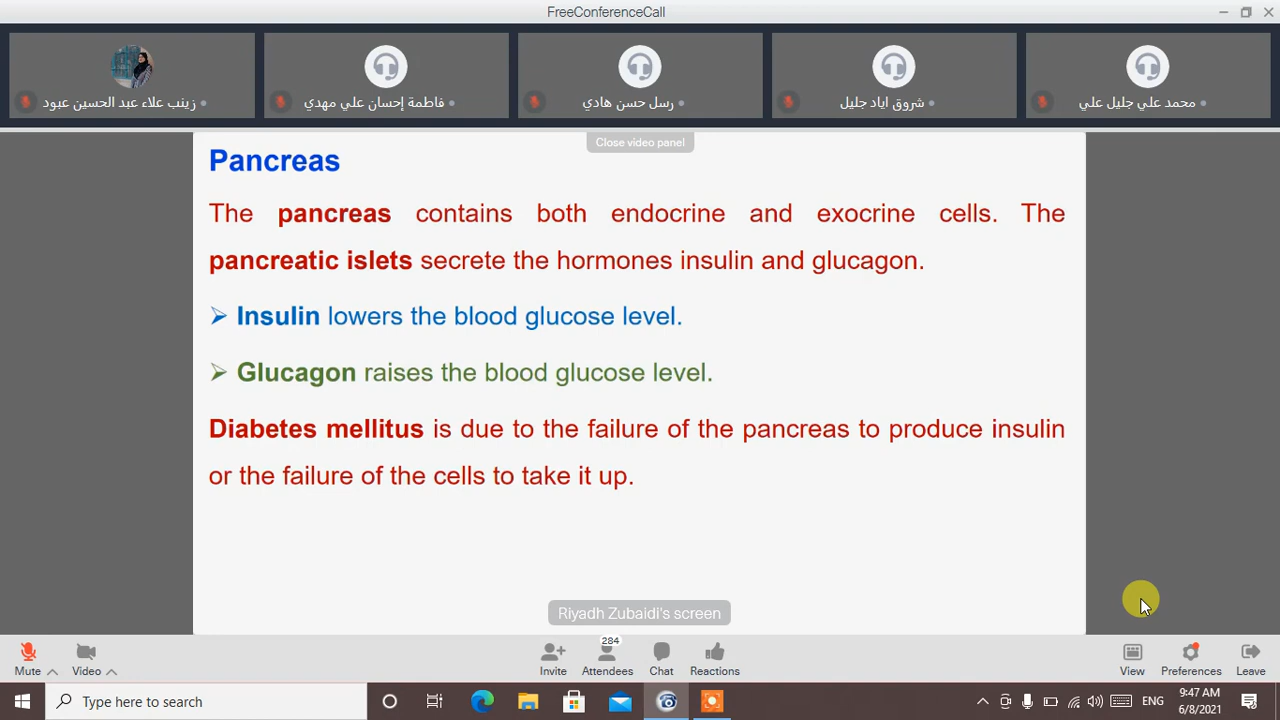 FreeConferenceCall
زينب علاء عبد الحسين عبود
فاطمة إحسان علي مهدي
رسل حسن هادي
شروق اياد جليل
محمد علي جليل علي
Close video panel
Pancreas
The pancreas contains both endocrine and exocrine cells. The
pancreatic islets secrete the hormones insulin and glucagon.
➢ Insulin lowers the blood glucose level.
➢ Glucagon raises the blood glucose level.
Diabetes mellitus is due to the failure of the pancreas to produce insulin
or the failure of the cells to take it up.
Riyadh Zubaidi's screen
Mute
Video
Invite
284
Attendees
Chat
Reactions
View
Preferences
Leave
Type here to search
ENG
9:47 AM
6/8/2021